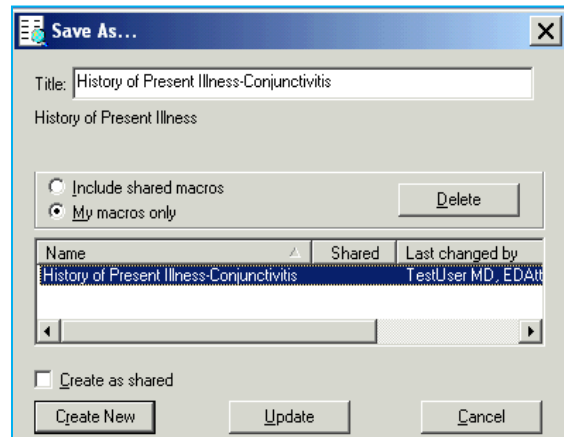 Save As...
Title: History of Present Illness-Conjunctivitis
History of Present Illness
Include shared macros
My macros only
Delete
Name Shared Last changed by
History of Present Illness-Conjunctivitis TestUser MD, EDAtt
Create as shared
Create New Update Cancel